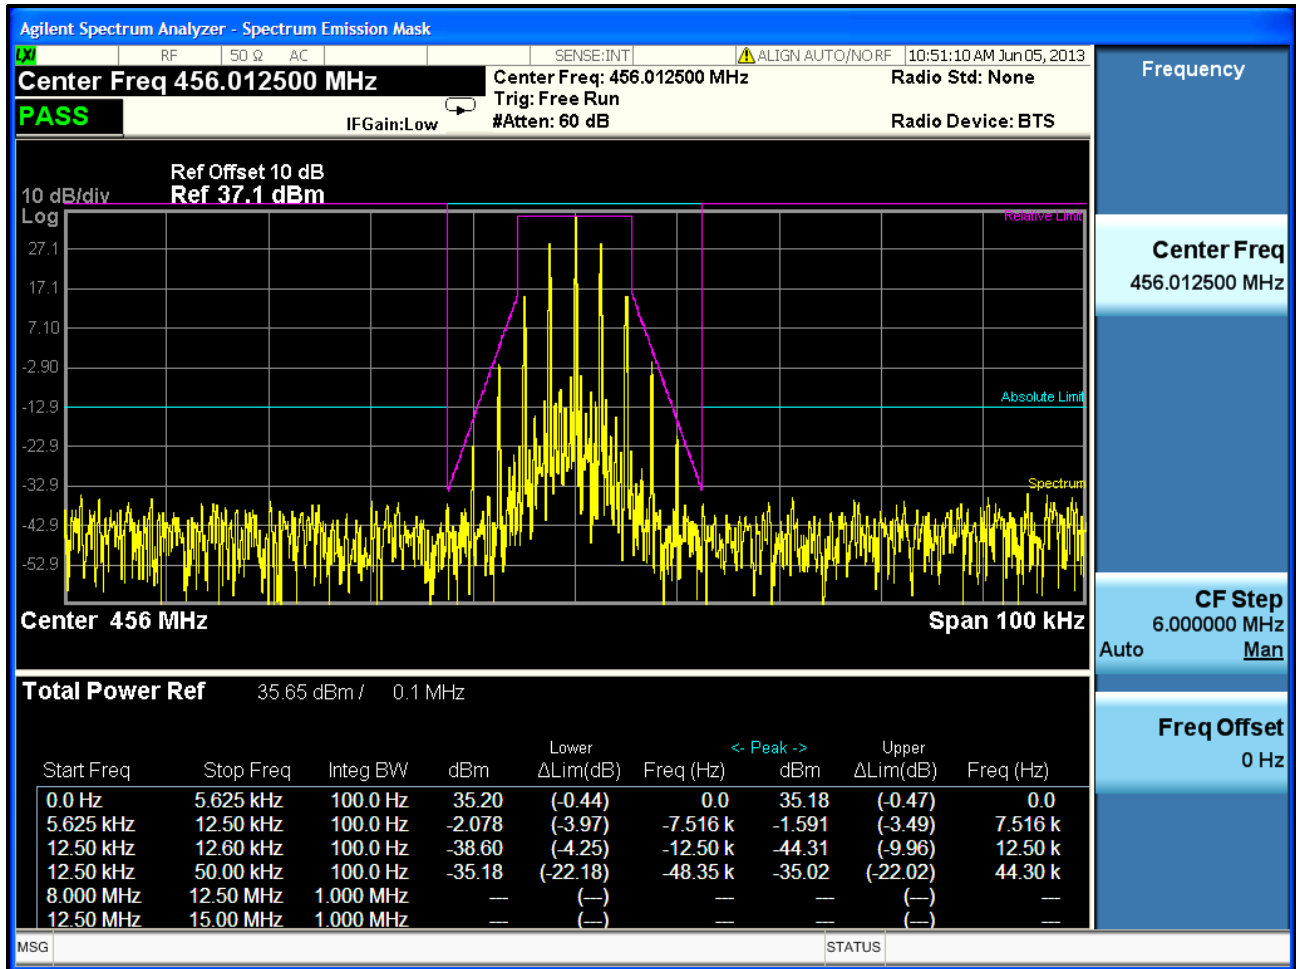 Agilent Spectrum Analyzer - Spectrum Emission Mask
LXI RF 50 Ω AC SENSE:INT ALIGN AUTO/NO RF 10:51:10 AM Jun 05, 2013
Center Freq 456.012500 MHz
Center Freq: 456.012500 MHz Radio Std: None
Trig: Free Run
PASS IFGain:Low #Atten: 60 dB Radio Device: BTS
Ref Offset 10 dB
10 dB/div Ref 37.1 dBm
Log
Relative Limit
27.1
17.1
7.10
-2.90
Absolute Limit
-12.9
-22.9
-32.9
Spectrum
-42.9
-52.9
Center 456 MHz Span 100 kHz
Total Power Ref 35.65 dBm / 0.1 MHz
Lower <- Peak -> Upper
Start Freq Stop Freq Integ BW dBm ΔLim(dB) Freq (Hz) dBm ΔLim(dB) Freq (Hz)
0.0 Hz 5.625 kHz 100.0 Hz 35.20 (-0.44) 0.0 35.18 (-0.47) 0.0
5.625 kHz 12.50 kHz 100.0 Hz -2.078 (-3.97) -7.516 k -1.591 (-3.49) 7.516 k
12.50 kHz 12.60 kHz 100.0 Hz -38.60 (-4.25) -12.50 k -44.31 (-9.96) 12.50 k
12.50 kHz 50.00 kHz 100.0 Hz -35.18 (-22.18) -48.35 k -35.02 (-22.02) 44.30 k
8.000 MHz 12.50 MHz 1.000 MHz --- (---) --- --- (---) ---
12.50 MHz 15.00 MHz 1.000 MHz --- (---) --- --- (---) ---
MSG STATUS
Frequency
Center Freq
456.012500 MHz
CF Step
6.000000 MHz
Auto Man
Freq Offset
0 Hz